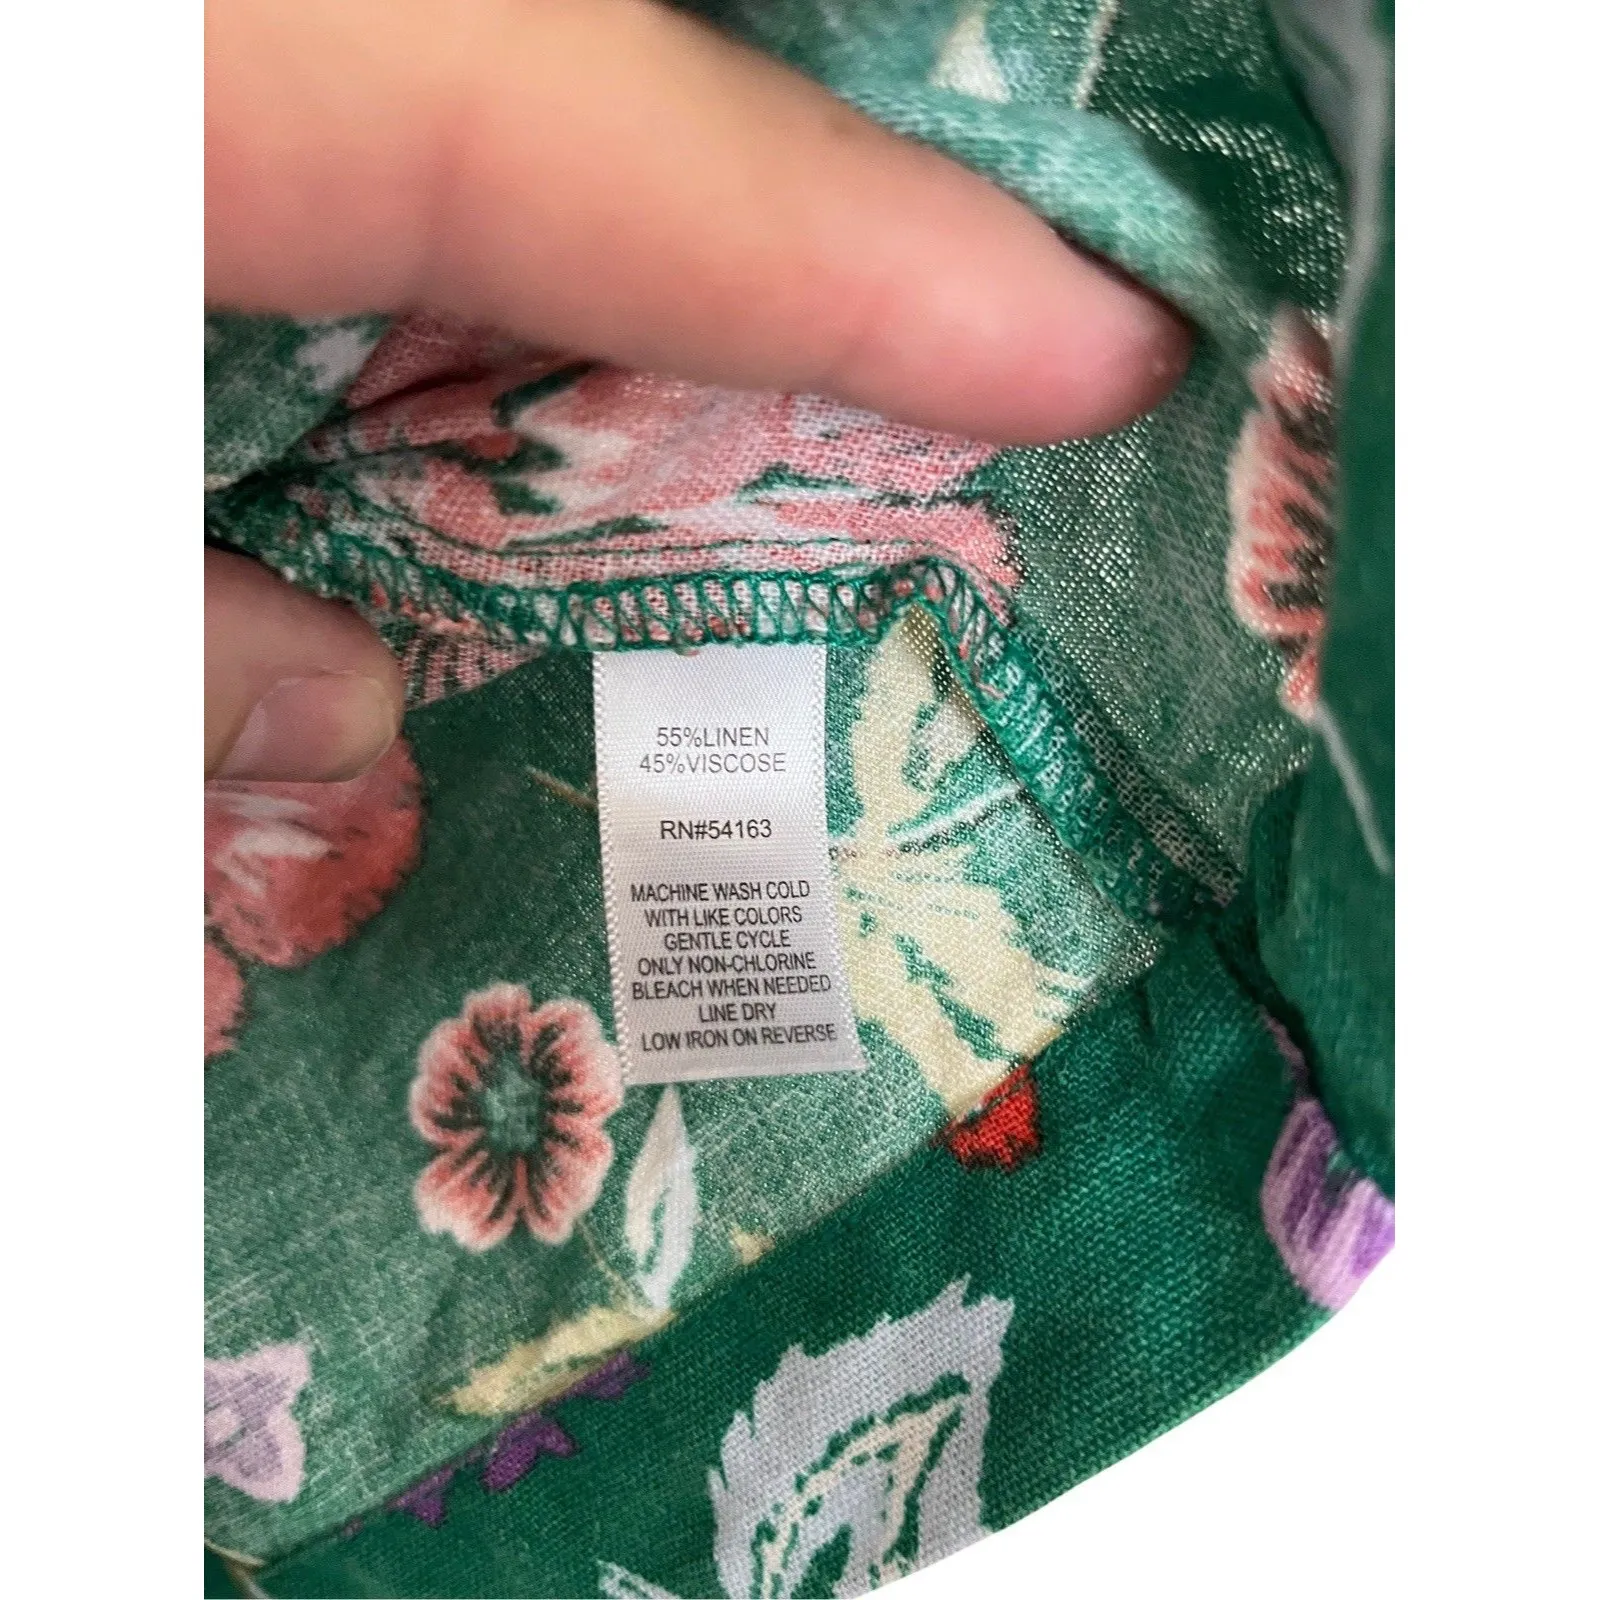 55%LINEN
45%VISCOSE
RN#54163
MACHINE WASH COLD
WITH LIKE COLORS
GENTLE CYCLE
ONLY NON-CHLORINE
BLEACH WHEN NEEDED
LINE DRY
LOW IRON ON REVERSE